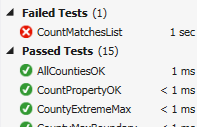 Failed Tests (1)
CountMatchesList 1 sec
Passed Tests (15)
AllCountiesOK 1 ms
CountPropertyOK < 1 ms
CountyExtremeMax < 1 ms